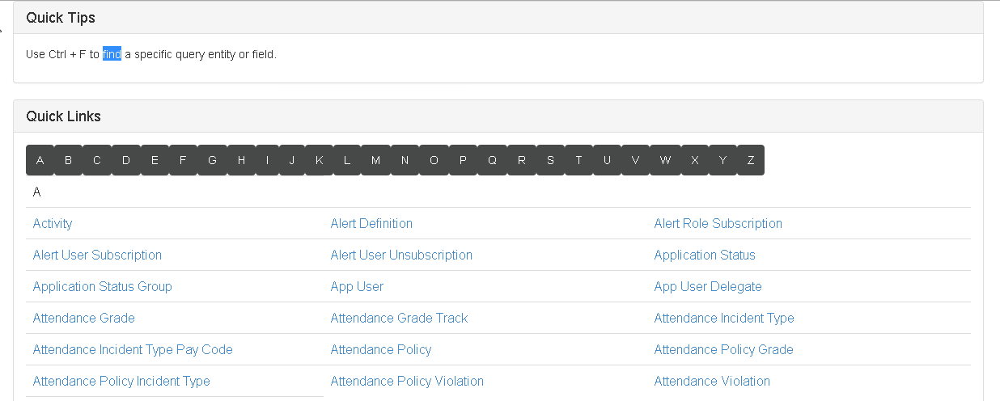 Quick Tips
Use Ctrl + F to find a specific query entity or field.
Quick Links
A B C D E F G H I J K L M N O P Q R S T U V W X Y Z
A
Activity Alert Definition Alert Role Subscription
Alert User Subscription Alert User Unsubscription Application Status
Application Status Group App User App User Delegate
Attendance Grade Attendance Grade Track Attendance Incident Type
Attendance Incident Type Pay Code Attendance Policy Attendance Policy Grade
Attendance Policy Incident Type Attendance Policy Violation Attendance Violation